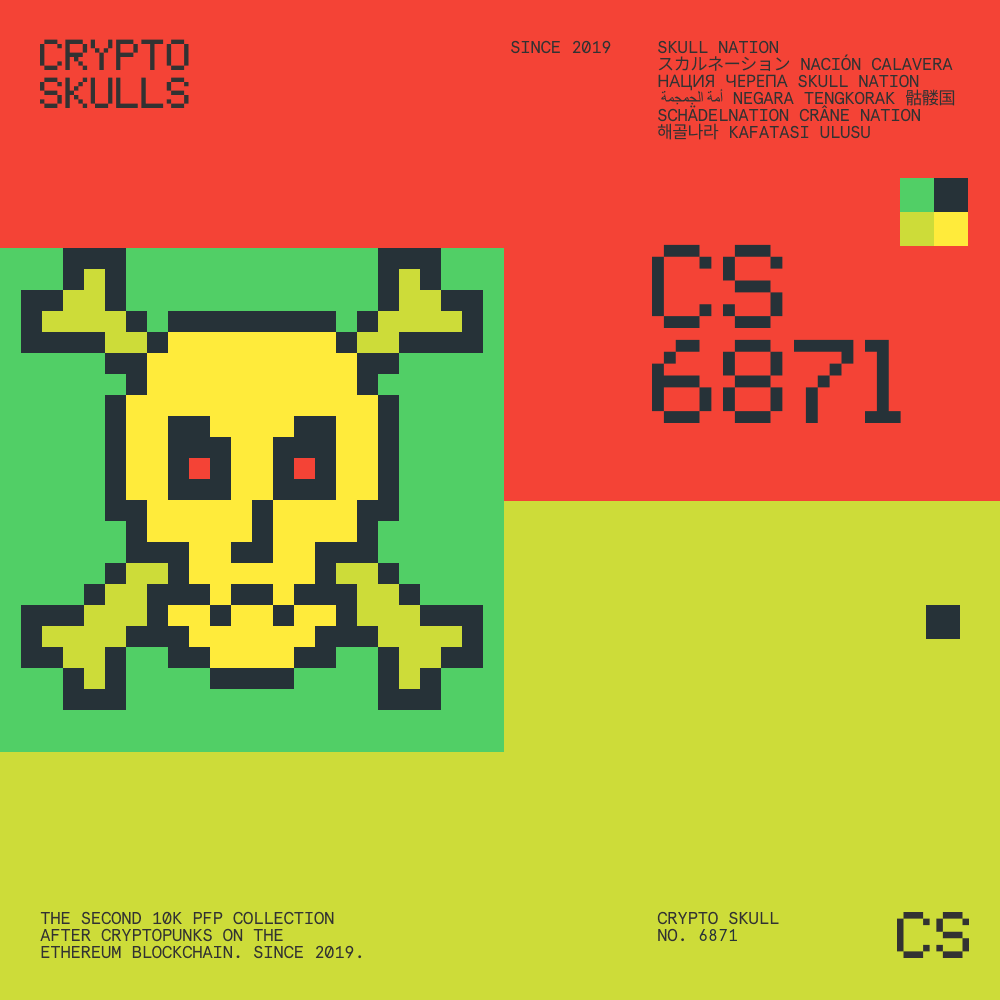 CRYPTO
SKULLS
SINCE 2019
SKULL NATION
スカルネーション NACIÓN CALAVERA
НАЦИЯ ЧЕРЕПА SKULL NATION
أمة الجمجمة NEGARA TENGKORAK 骷髅国
SCHÄDELNATION CRÂNE NATION
해골나라 KAFATASI ULUSU
CS
6871
THE SECOND 10K PFP COLLECTION
AFTER CRYPTOPUNKS ON THE
ETHEREUM BLOCKCHAIN. SINCE 2019.
CRYPTO SKULL
NO. 6871
CS